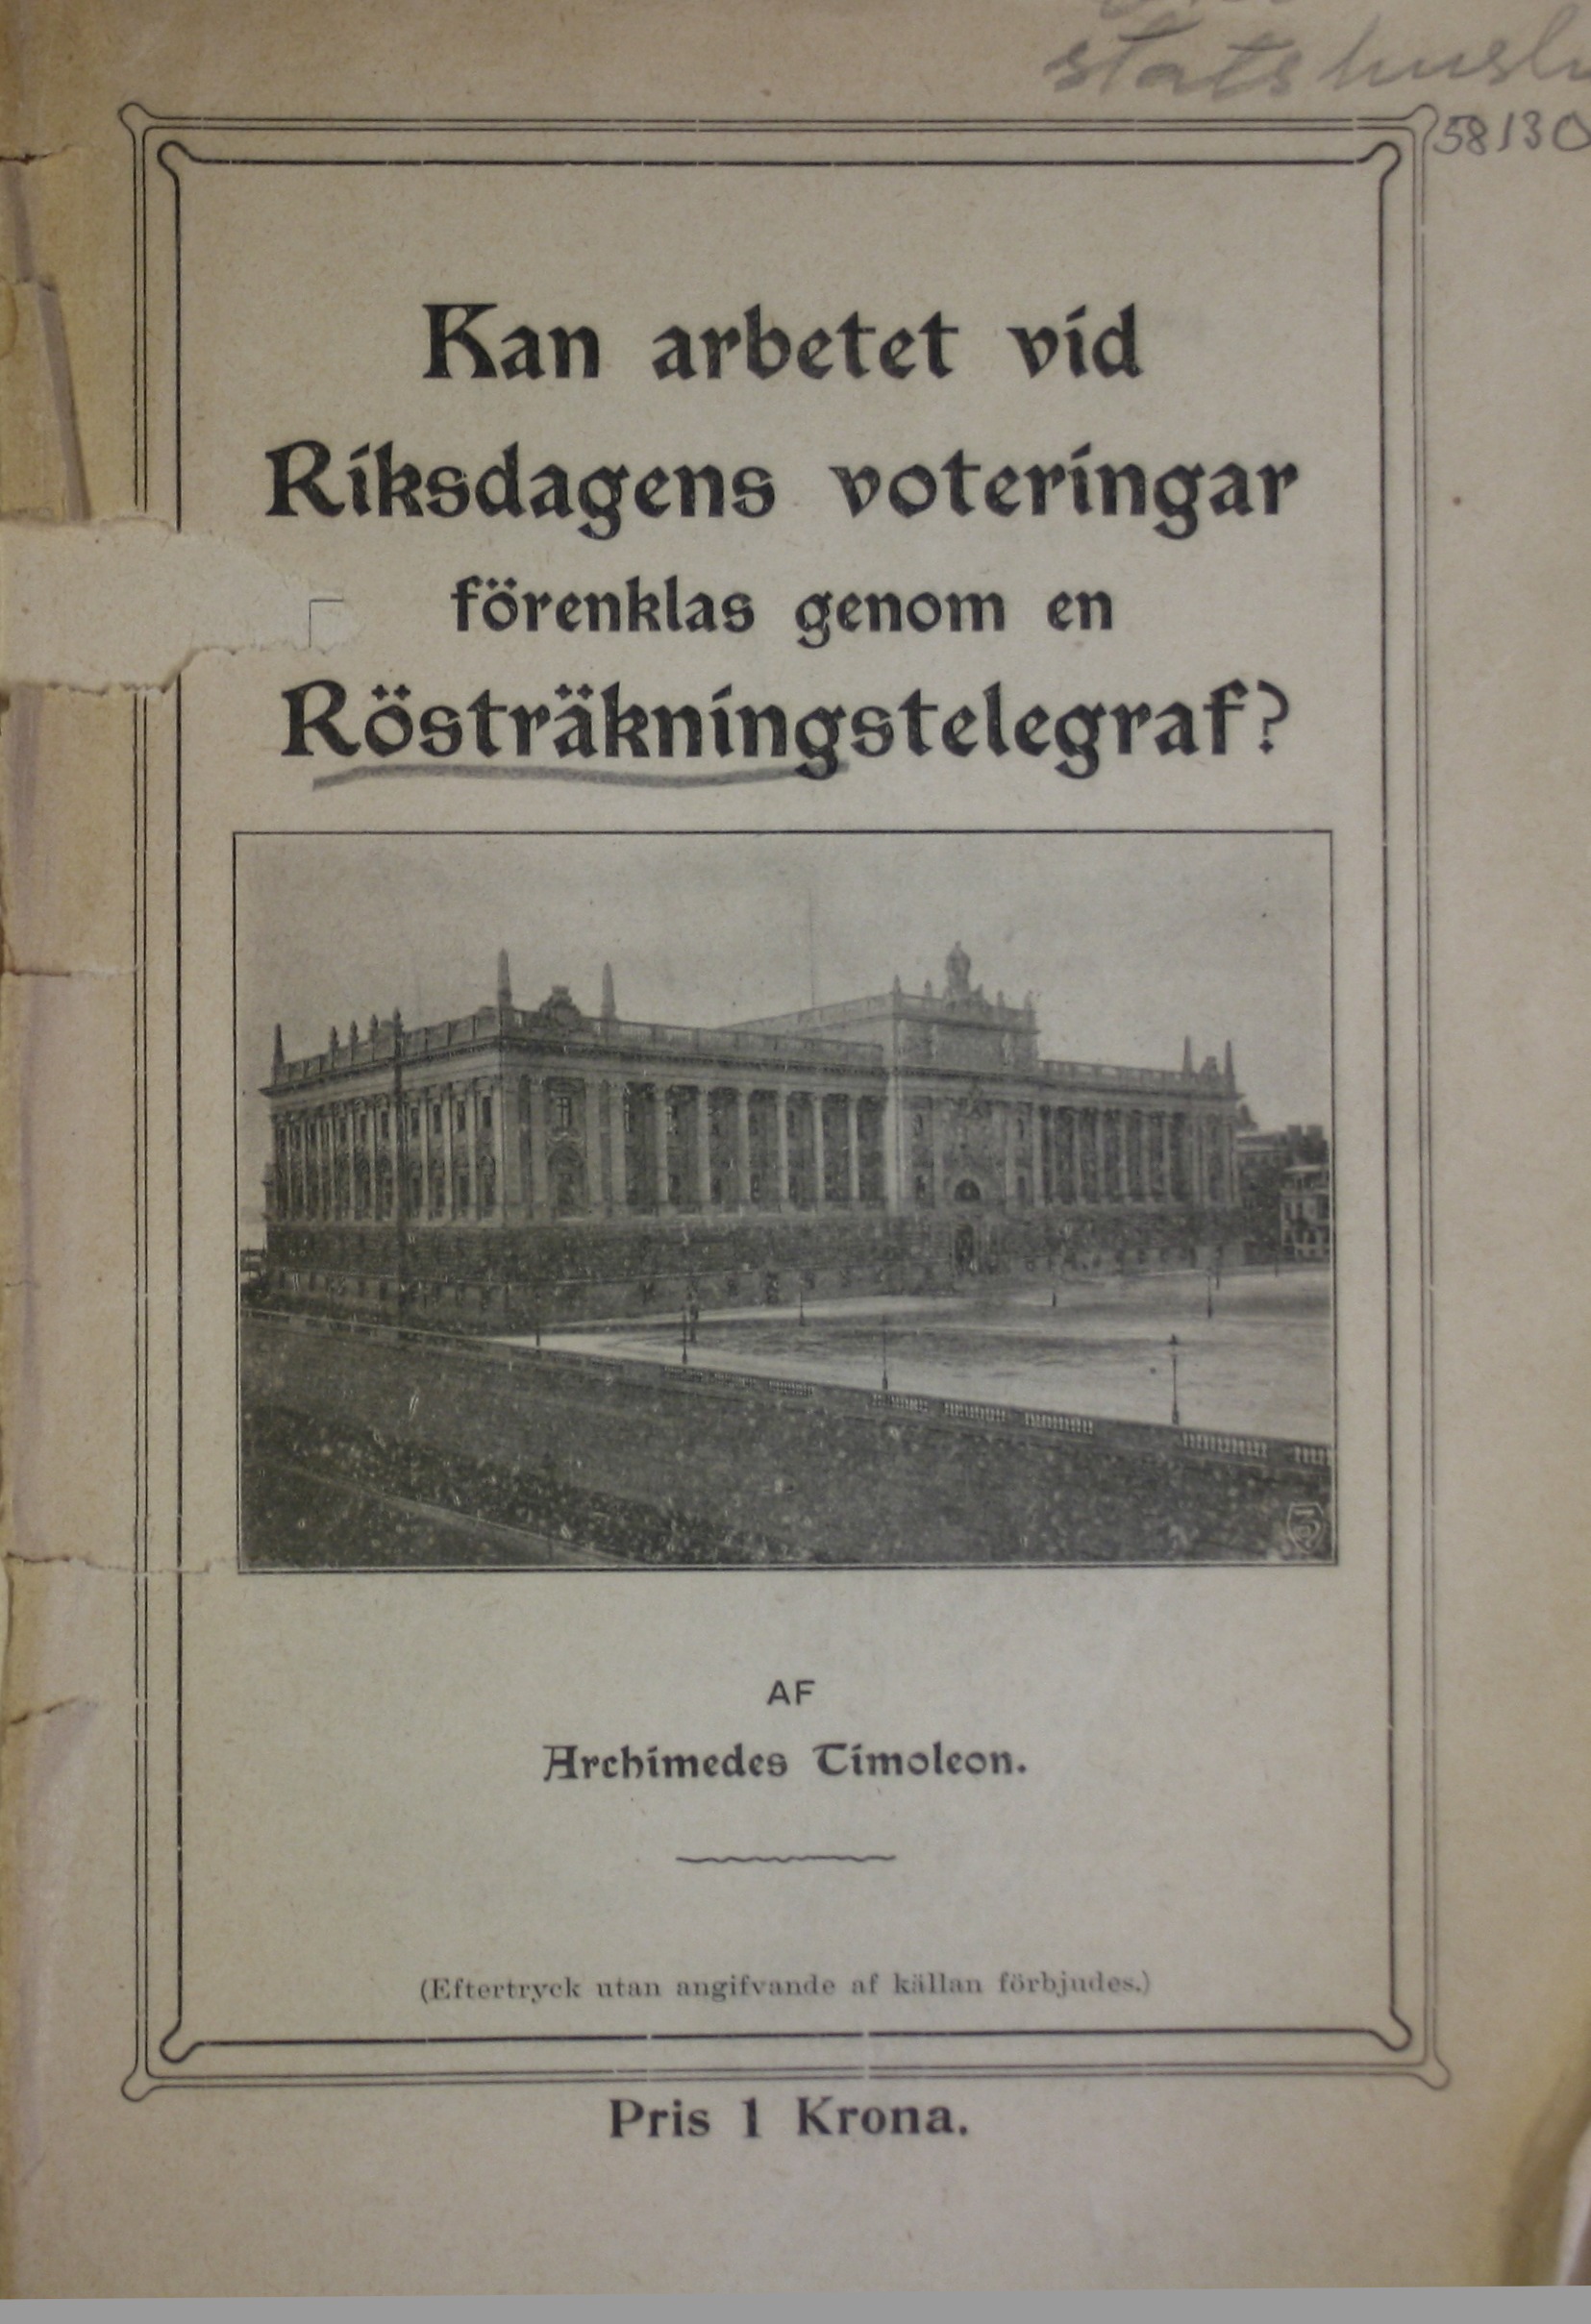 58130
Kan arbetet vid
Riksdagens voteringar
förenklas genom en
Rösträkningstelegraf?
AF
Archimedes Timoleon.
(Eftertryck utan angifvande af källan förbjudes.)
Pris 1 Krona.